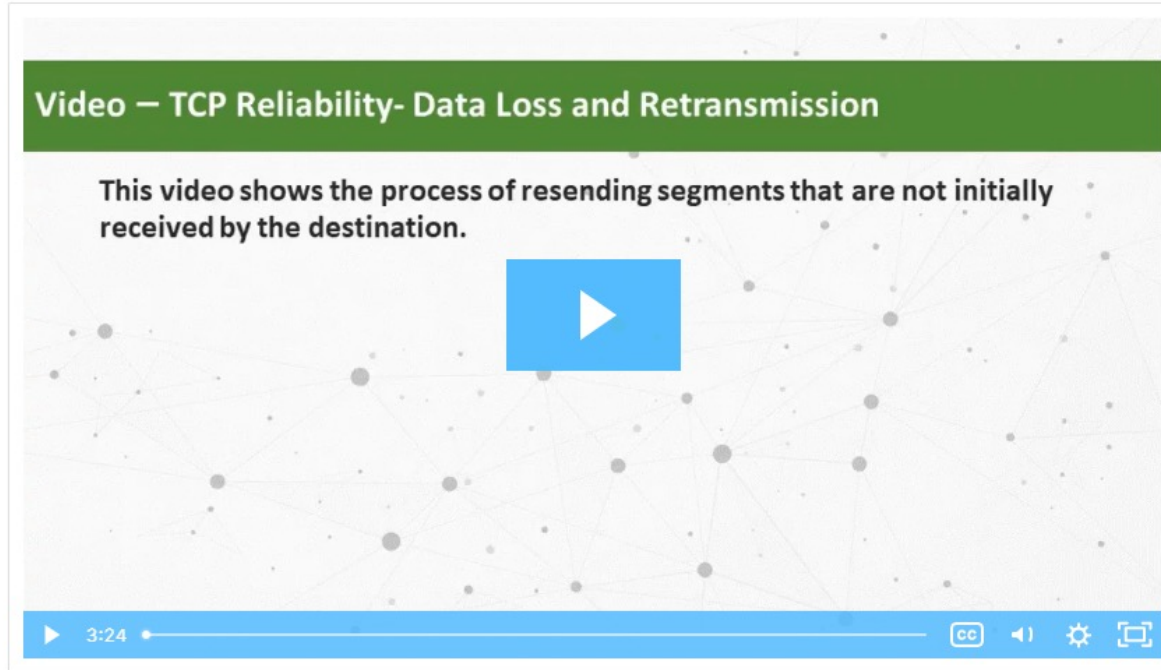 Video – TCP Reliability- Data Loss and Retransmission
This video shows the process of resending segments that are not initially
received by the destination.
3:24
CC